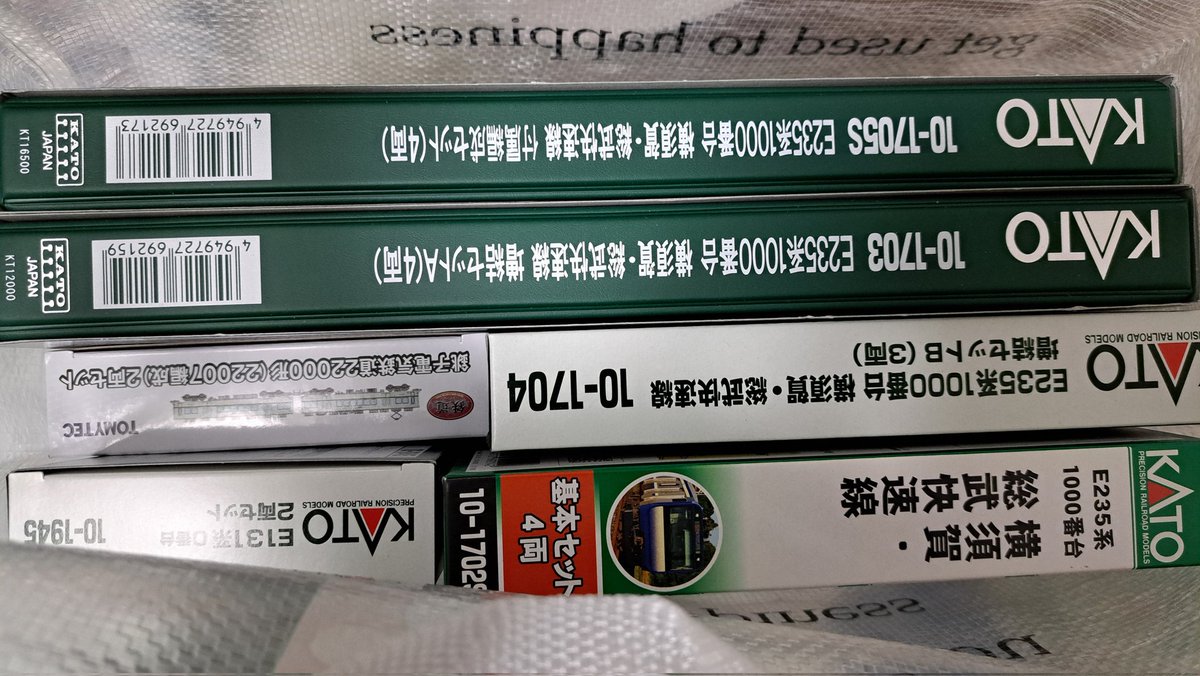 get used to happiness
KATO
10-1705S E235系1000番台 横須賀・総武快速線 付属編成セット(4両)
4 949727 692173
KATO
JAPAN
KT16500
KATO
10-1703 E235系1000番台 横須賀・総武快速線 増結セットA(4両)
4 949727 692159
KATO
JAPAN
KT12000
KATO
PRECISION RAILROAD MODELS
E235系1000番台 横須賀・総武快速線
増結セットB (3両)
10-1704
鉄道
銚子電気鉄道22000形(22007編成)2両セット
TOMYTEC
KATO
PRECISION RAILROAD MODELS
E131系0番台
2両セット
10-1945
KATO
PRECISION RAILROAD MODELS
E235系
1000番台
横須賀・
総武快速線
基本セット
4両
10-1702S
happiness